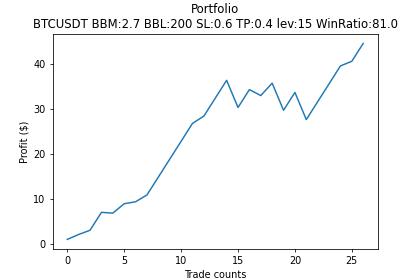 Portfolio
BTCUSDT BBM:2.7 BBL:200 SL:0.6 TP:0.4 lev:15 WinRatio:81.0
40
30
20
10
0
Profit ($)
0 5 10 15 20 25
Trade counts